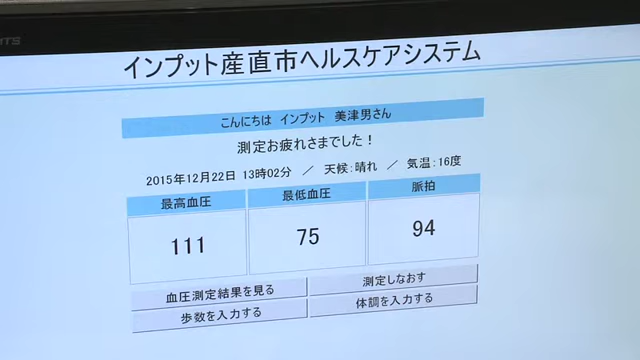 インプット産直市ヘルスケアシステム
こんにちは インプット 美津男さん
測定お疲れさまでした！
2015年12月22日 13時02分 ／ 天候：晴れ ／ 気温：16度
最高血圧 最低血圧 脈拍
111 75 94
血圧測定結果を見る 測定しなおす
歩数を入力する 体調を入力する